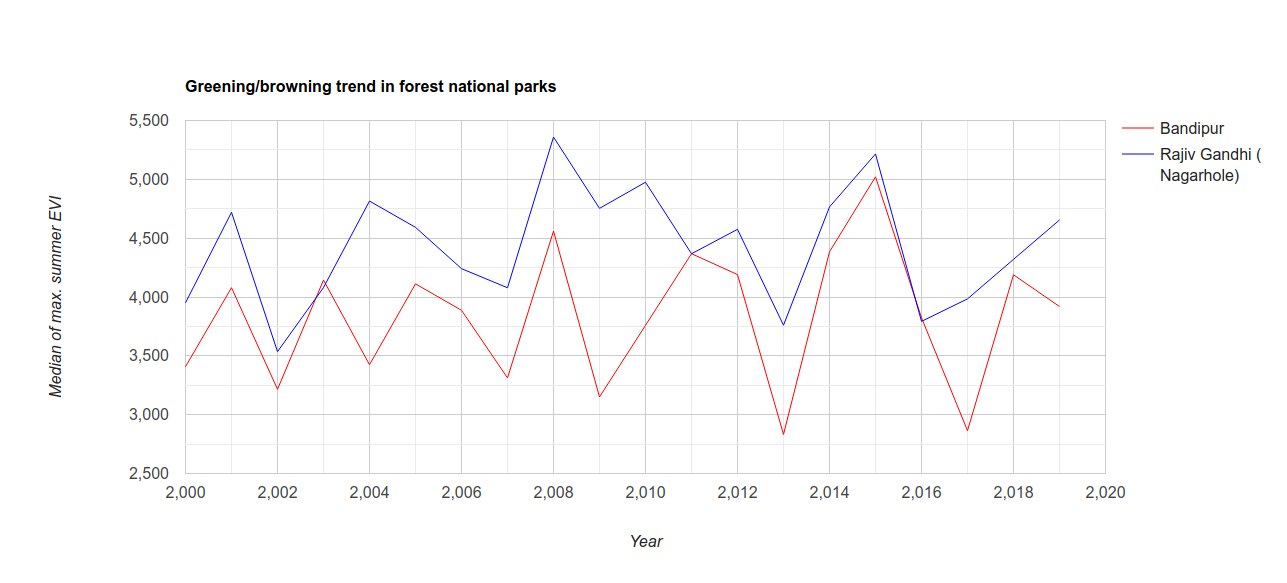 Greening/browning trend in forest national parks
5,500
5,000
4,500
4,000
3,500
3,000
2,500
Median of max. summer EVI
2,000 2,002 2,004 2,006 2,008 2,010 2,012 2,014 2,016 2,018 2,020
Year
Bandipur
Rajiv Gandhi (
Nagarhole)